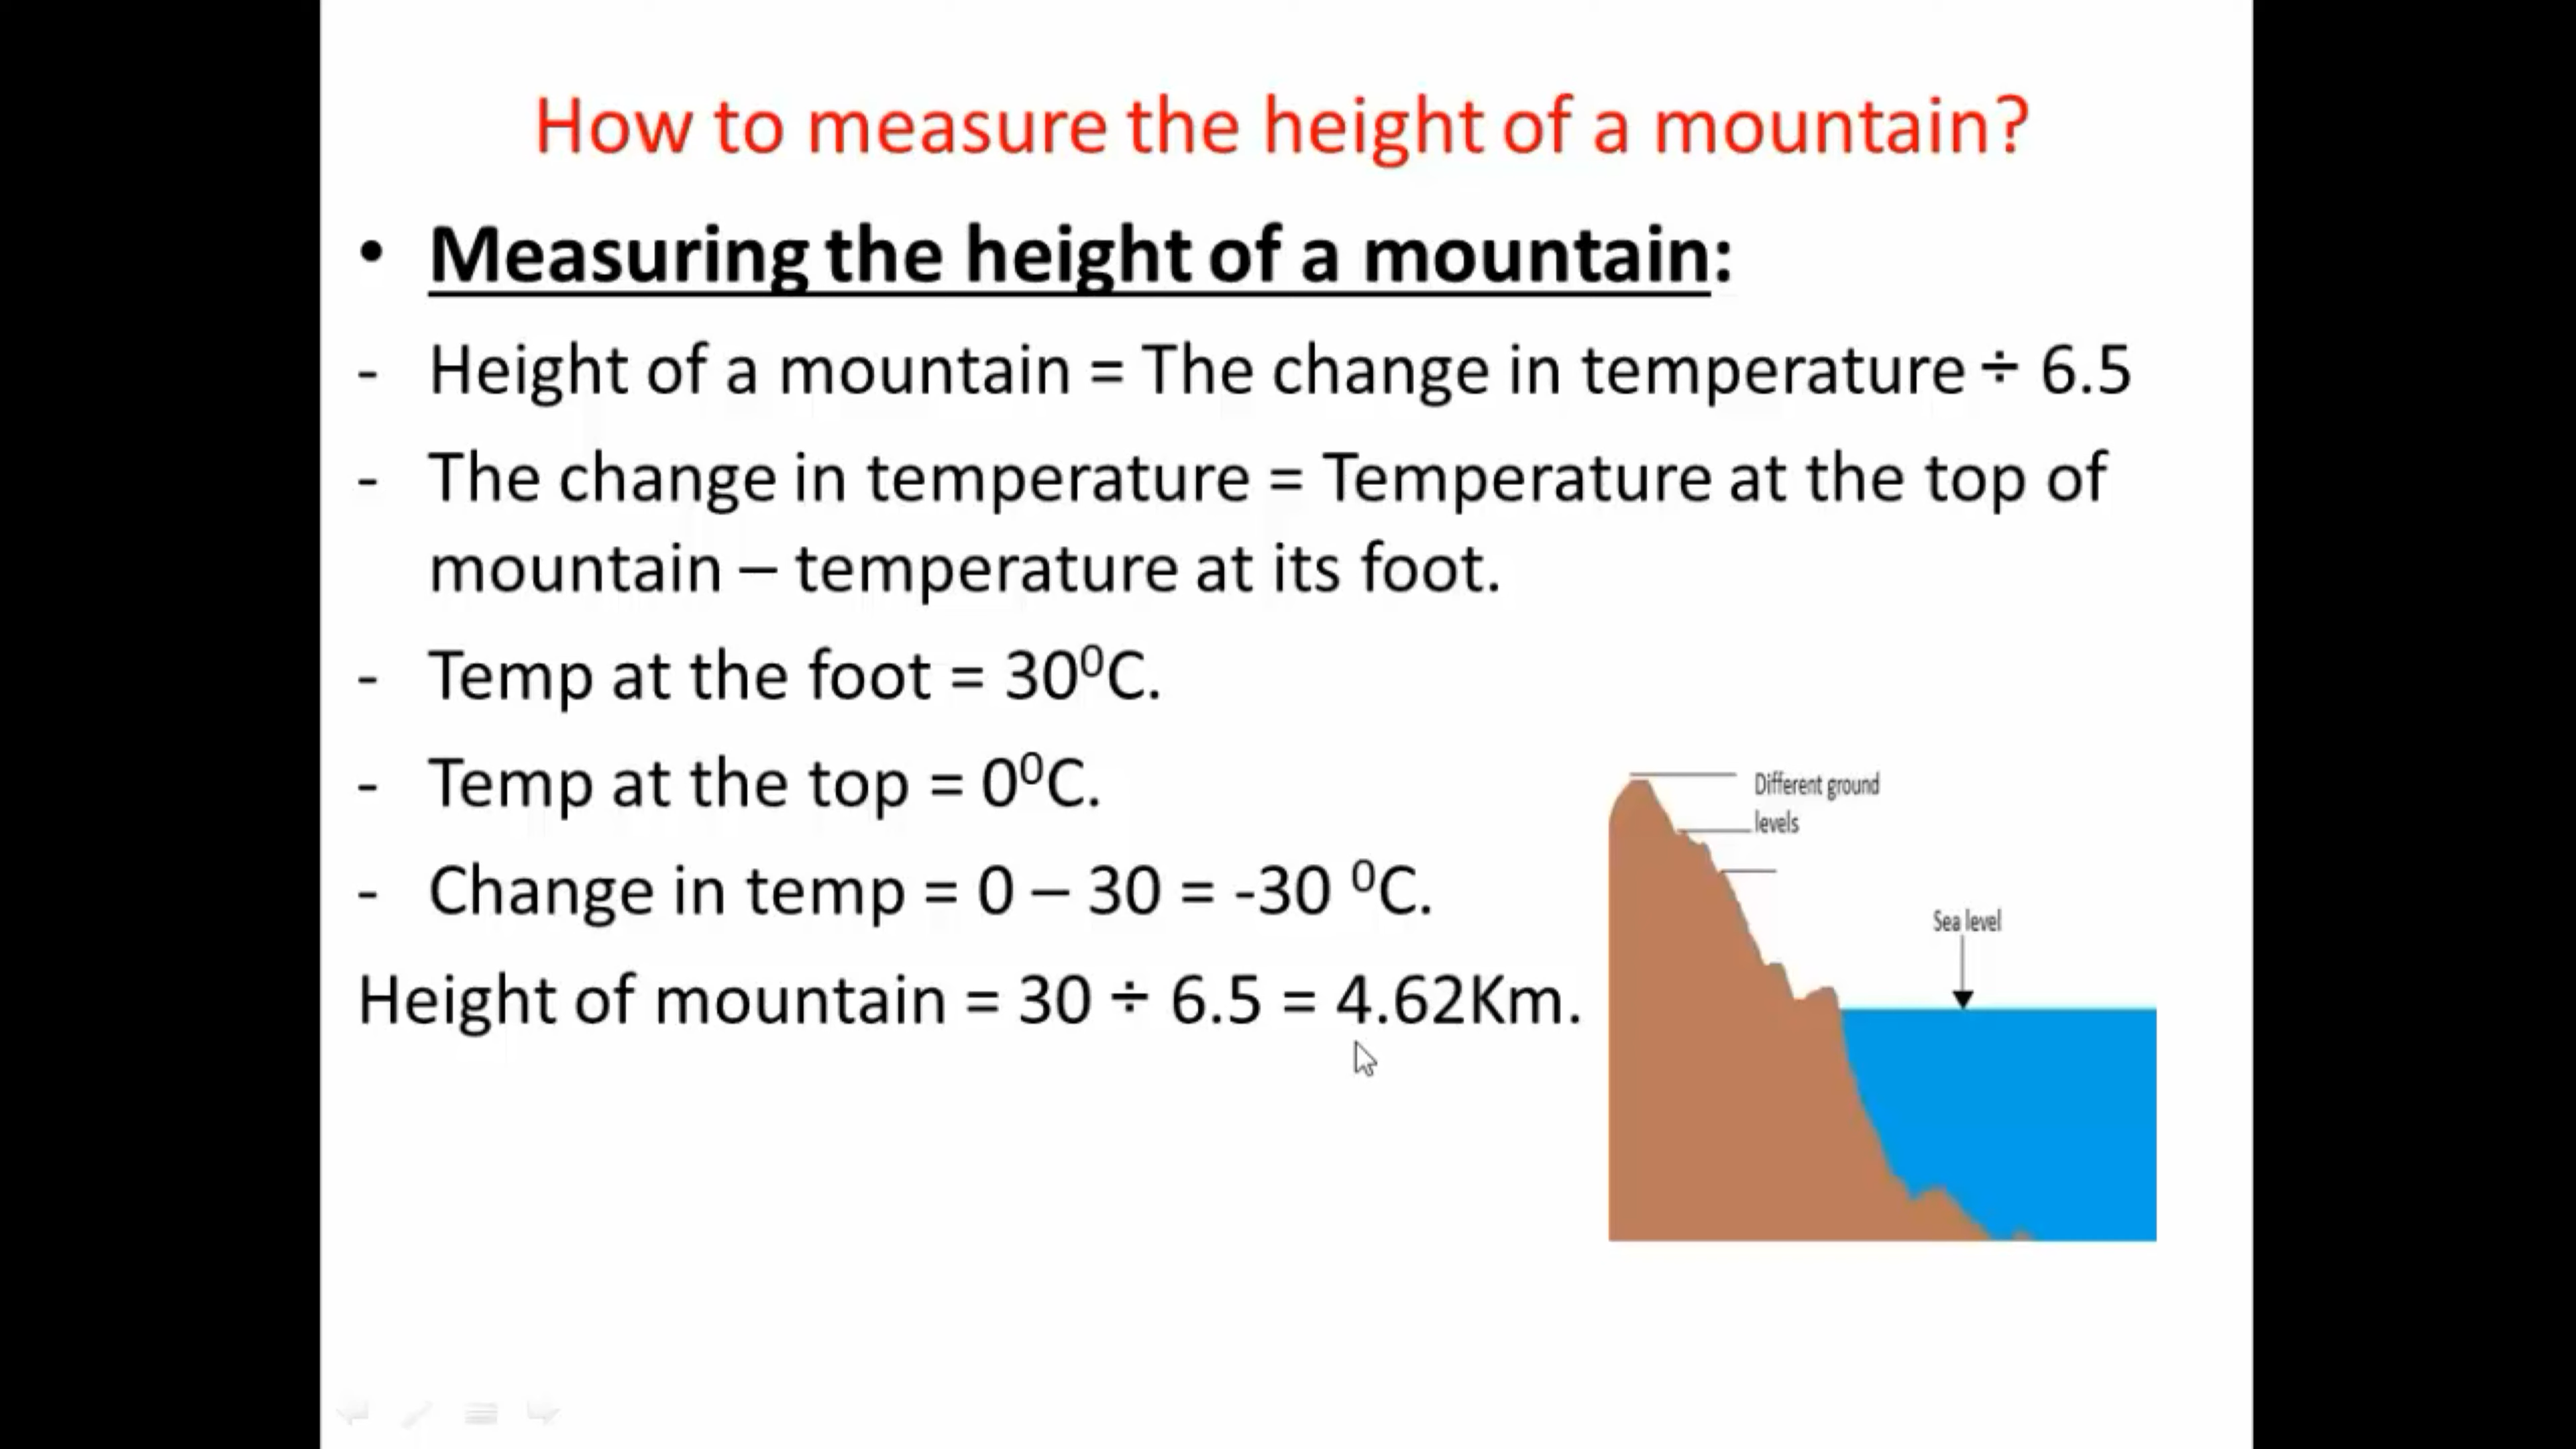 How to measure the height of a mountain?
• Measuring the height of a mountain:
- Height of a mountain = The change in temperature ÷ 6.5
- The change in temperature = Temperature at the top of
mountain – temperature at its foot.
- Temp at the foot = 30⁰C.
- Temp at the top = 0⁰C.
- Change in temp = 0 – 30 = -30 ⁰C.
Height of mountain = 30 ÷ 6.5 = 4.62Km.
Different ground
levels
Sea level